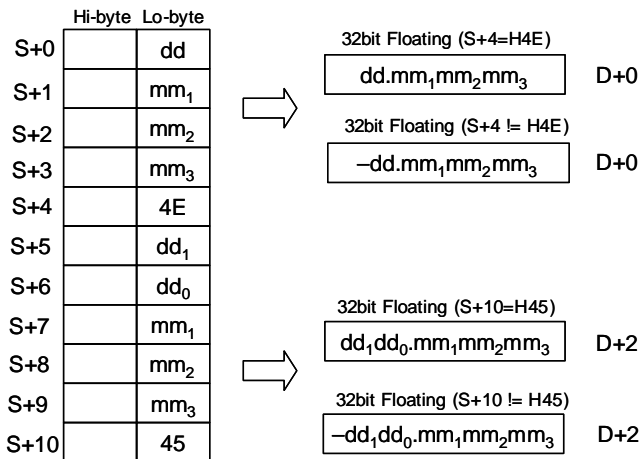 Hi-byte Lo-byte
S+0 dd
S+1 mm₁
S+2 mm₂
S+3 mm₃
S+4 4E
S+5 dd₁
S+6 dd₀
S+7 mm₁
S+8 mm₂
S+9 mm₃
S+10 45
32bit Floating (S+4=H4E)
dd.mm₁mm₂mm₃ D+0
32bit Floating (S+4 != H4E)
–dd.mm₁mm₂mm₃ D+0
32bit Floating (S+10=H45)
dd₁dd₀.mm₁mm₂mm₃ D+2
32bit Floating (S+10 != H45)
–dd₁dd₀.mm₁mm₂mm₃ D+2